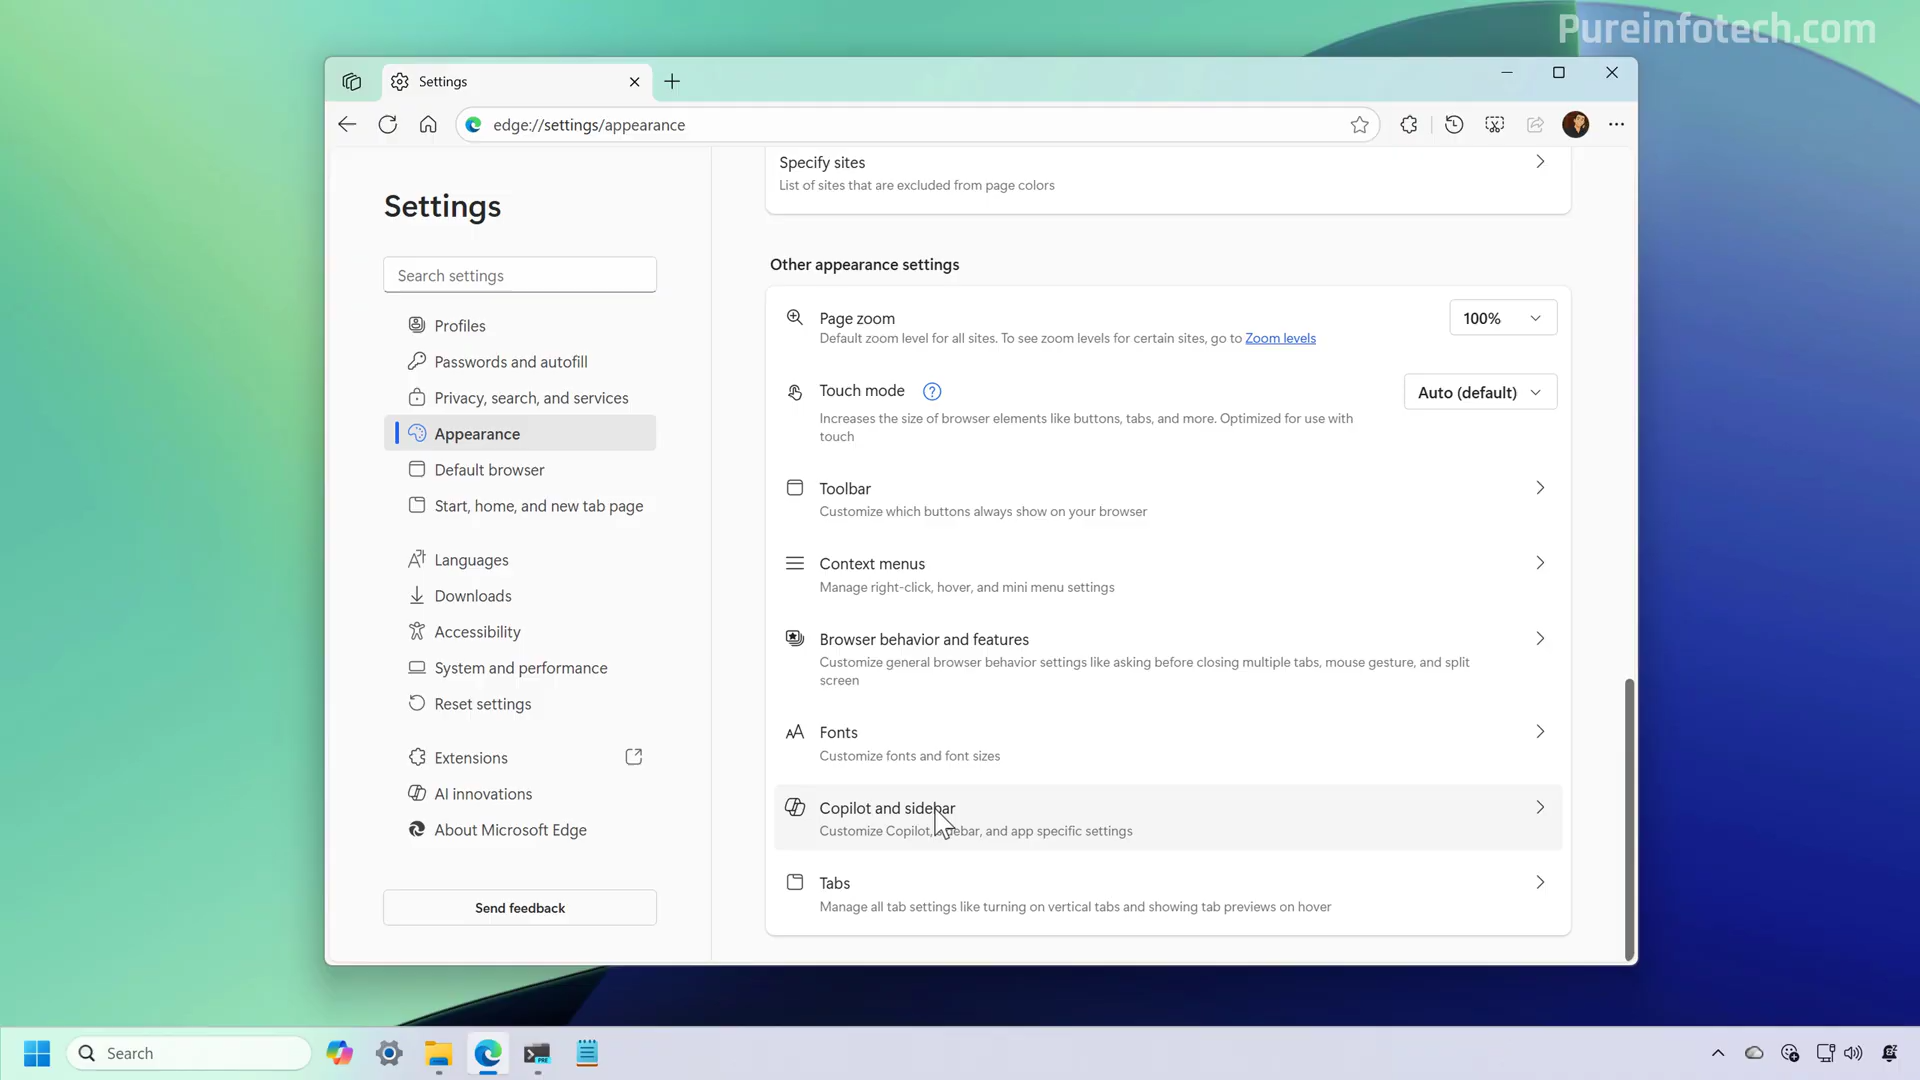 Pureinfotech.com
Settings
edge://settings/appearance
Settings
Search settings
Profiles
Passwords and autofill
Privacy, search, and services
Appearance
Default browser
Start, home, and new tab page
Languages
Downloads
Accessibility
System and performance
Reset settings
Extensions
AI innovations
About Microsoft Edge
Send feedback
Specify sites
List of sites that are excluded from page colors
Other appearance settings
Page zoom
Default zoom level for all sites. To see zoom levels for certain sites, go to Zoom levels
100%
Touch mode
Increases the size of browser elements like buttons, tabs, and more. Optimized for use with
touch
Auto (default)
Toolbar
Customize which buttons always show on your browser
Context menus
Manage right-click, hover, and mini menu settings
Browser behavior and features
Customize general browser behavior settings like asking before closing multiple tabs, mouse gesture, and split
screen
Fonts
Customize fonts and font sizes
Copilot and sidebar
Customize Copilot, sidebar, and app specific settings
Tabs
Manage all tab settings like turning on vertical tabs and showing tab previews on hover
Search
PRE